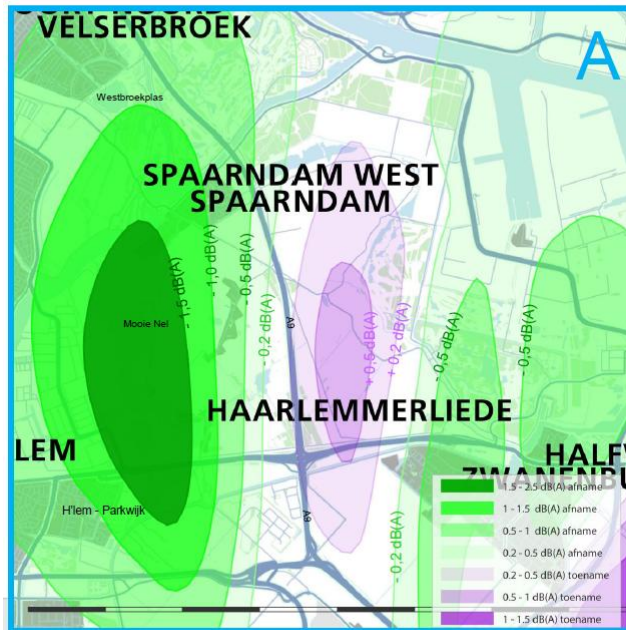 VELSERBROEK
A
Westbroekplas
SPAARNDAM WEST
SPAARNDAM
- 1,5 dB(A)
- 1,0 dB(A)
- 0,5 dB(A)
- 0,2 dB(A)
Mooie Nel
A9
+ 0,5 dB(A)
+ 0,2 dB(A)
- 0,5 dB(A)
- 0,5 dB(A)
HAARLEMMERLIEDE
LEM
HALFW
ZWANENBU
H'lem - Parkwijk
A9
- 0,2 dB(A)
1.5 - 2.5 dB(A) afname
1 - 1.5 dB(A) afname
0.5 - 1 dB(A) afname
0.2 - 0.5 dB(A) afname
0.2 - 0.5 dB(A) toename
0.5 - 1 dB(A) toename
1 - 1.5 dB(A) toename